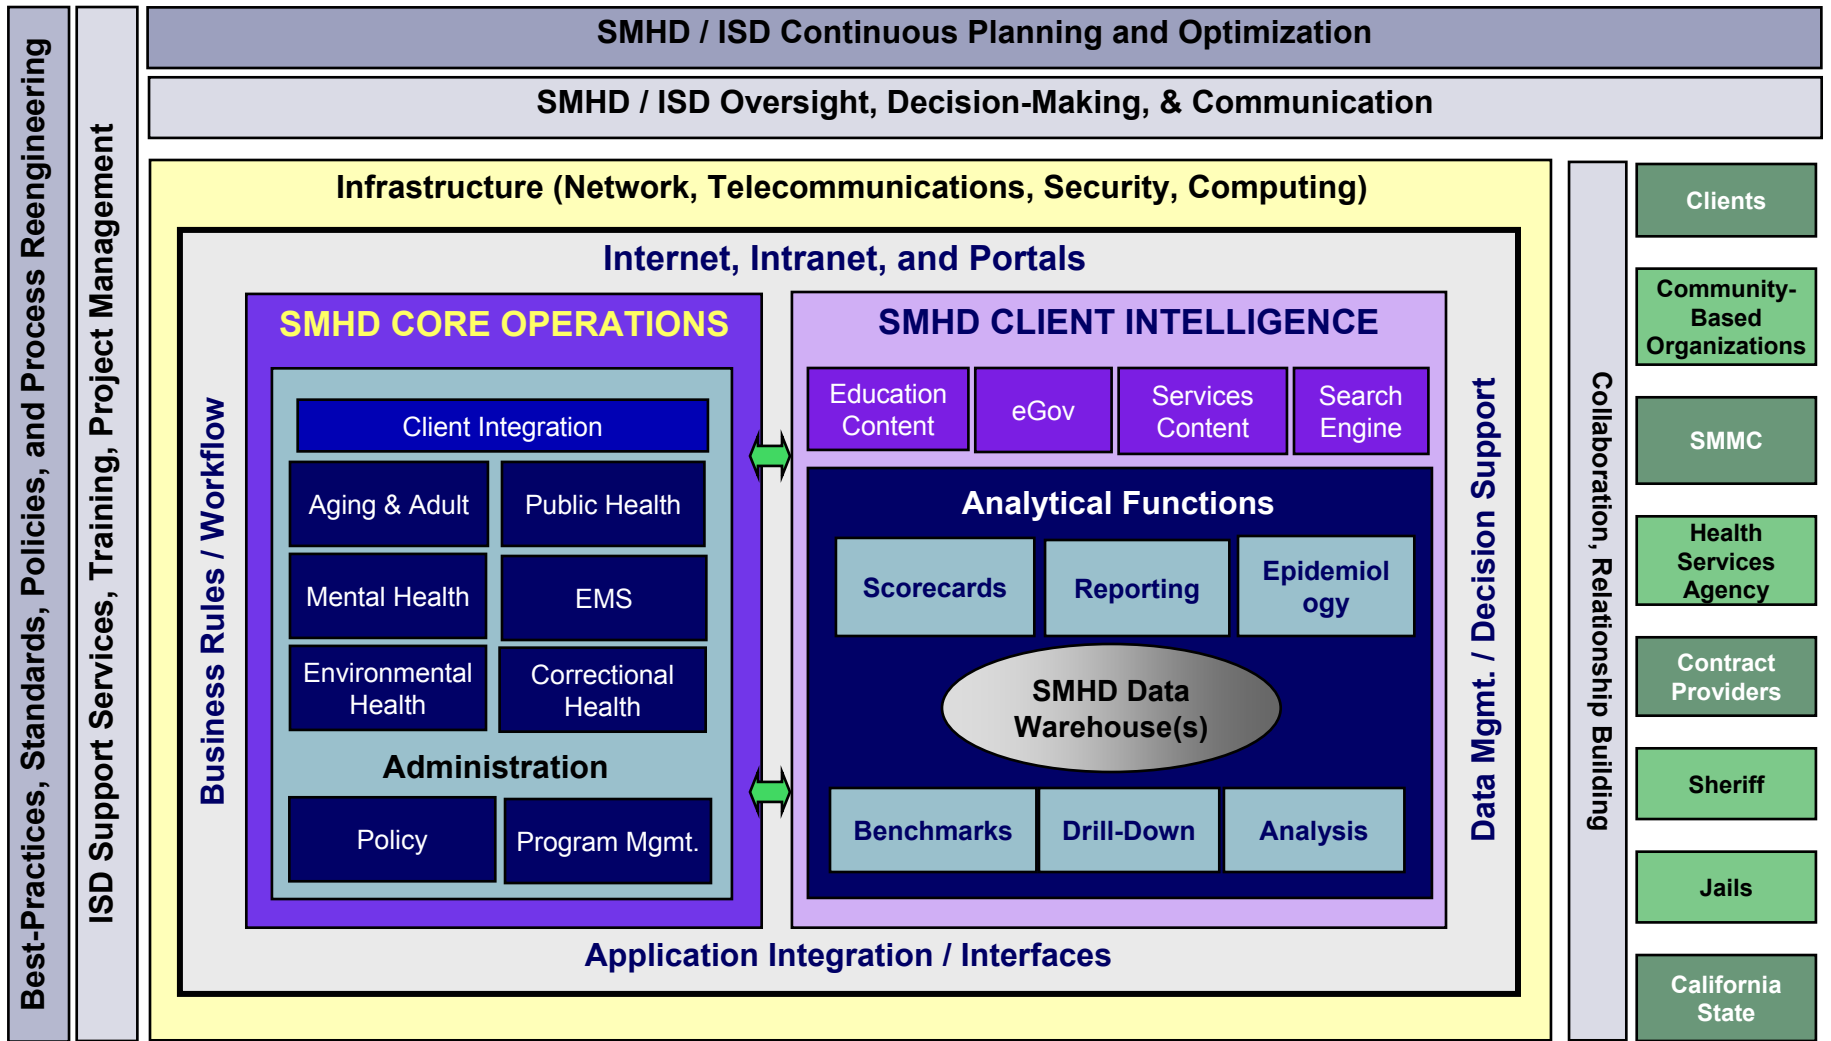 SMHD / ISD Continuous Planning and Optimization
SMHD / ISD Oversight, Decision-Making, & Communication
Best-Practices, Standards, Policies, and Process Reengineering
ISD Support Services, Training, Project Management
Infrastructure (Network, Telecommunications, Security, Computing)
Internet, Intranet, and Portals
Business Rules / Workflow
SMHD CORE OPERATIONS
Client Integration
Aging & Adult
Public Health
Mental Health
EMS
Environmental
Health
Correctional
Health
Administration
Policy
Program Mgmt.
SMHD CLIENT INTELLIGENCE
Education
Content
eGov
Services
Content
Search
Engine
Analytical Functions
Scorecards
Reporting
Epidemiol
ogy
SMHD Data
Warehouse(s)
Benchmarks
Drill-Down
Analysis
Data Mgmt. / Decision Support
Application Integration / Interfaces
Collaboration, Relationship Building
Clients
Community-
Based
Organizations
SMMC
Health
Services
Agency
Contract
Providers
Sheriff
Jails
California
State